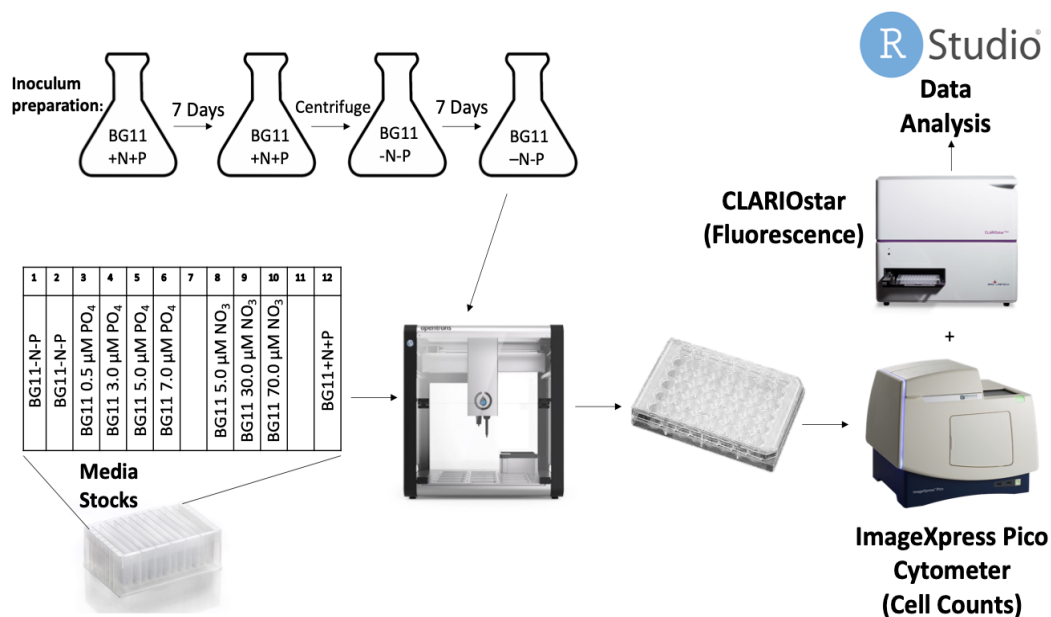 R Studio®
Data
Analysis
Inoculum
preparation:
7 Days
Centrifuge
7 Days
BG11
+N+P
BG11
+N+P
BG11
-N-P
BG11
–N-P
CLARIOstar
(Fluorescence)
1 2 3 4 5 6 7 8 9 10 11 12
BG11-N-P
BG11-N-P
BG11 0.5 µM PO₄
BG11 3.0 µM PO₄
BG11 5.0 µM PO₄
BG11 7.0 µM PO₄
BG11 5.0 µM NO₃
BG11 30.0 µM NO₃
BG11 70.0 µM NO₃
BG11+N+P
opentrons
+
Media
Stocks
ImageXpress Pico
ImageXpress Pico
Cytometer
(Cell Counts)